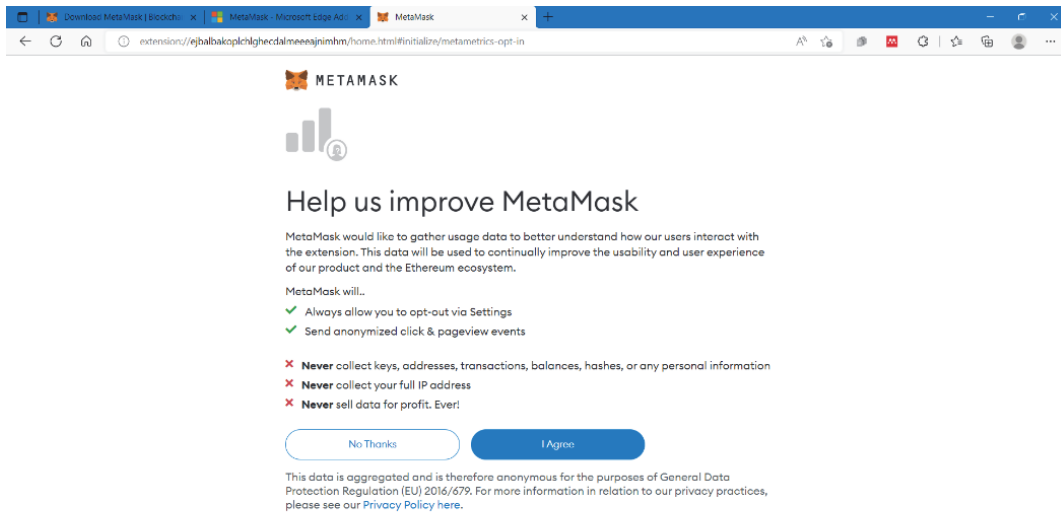 Download MetaMask | Blockcha
MetaMask - Microsoft Edge Add
MetaMask
extension://ejbalbakoplchlghecdalmeeeajnimhm/home.html#initialize/metametrics-opt-in
METAMASK
Help us improve MetaMask
MetaMask would like to gather usage data to better understand how our users interact with
the extension. This data will be used to continually improve the usability and user experience
of our product and the Ethereum ecosystem.
MetaMask will..
Always allow you to opt-out via Settings
Send anonymized click & pageview events
Never collect keys, addresses, transactions, balances, hashes, or any personal information
Never collect your full IP address
Never sell data for profit. Ever!
No Thanks
I Agree
This data is aggregated and is therefore anonymous for the purposes of General Data
Protection Regulation (EU) 2016/679. For more information in relation to our privacy practices,
please see our Privacy Policy here.